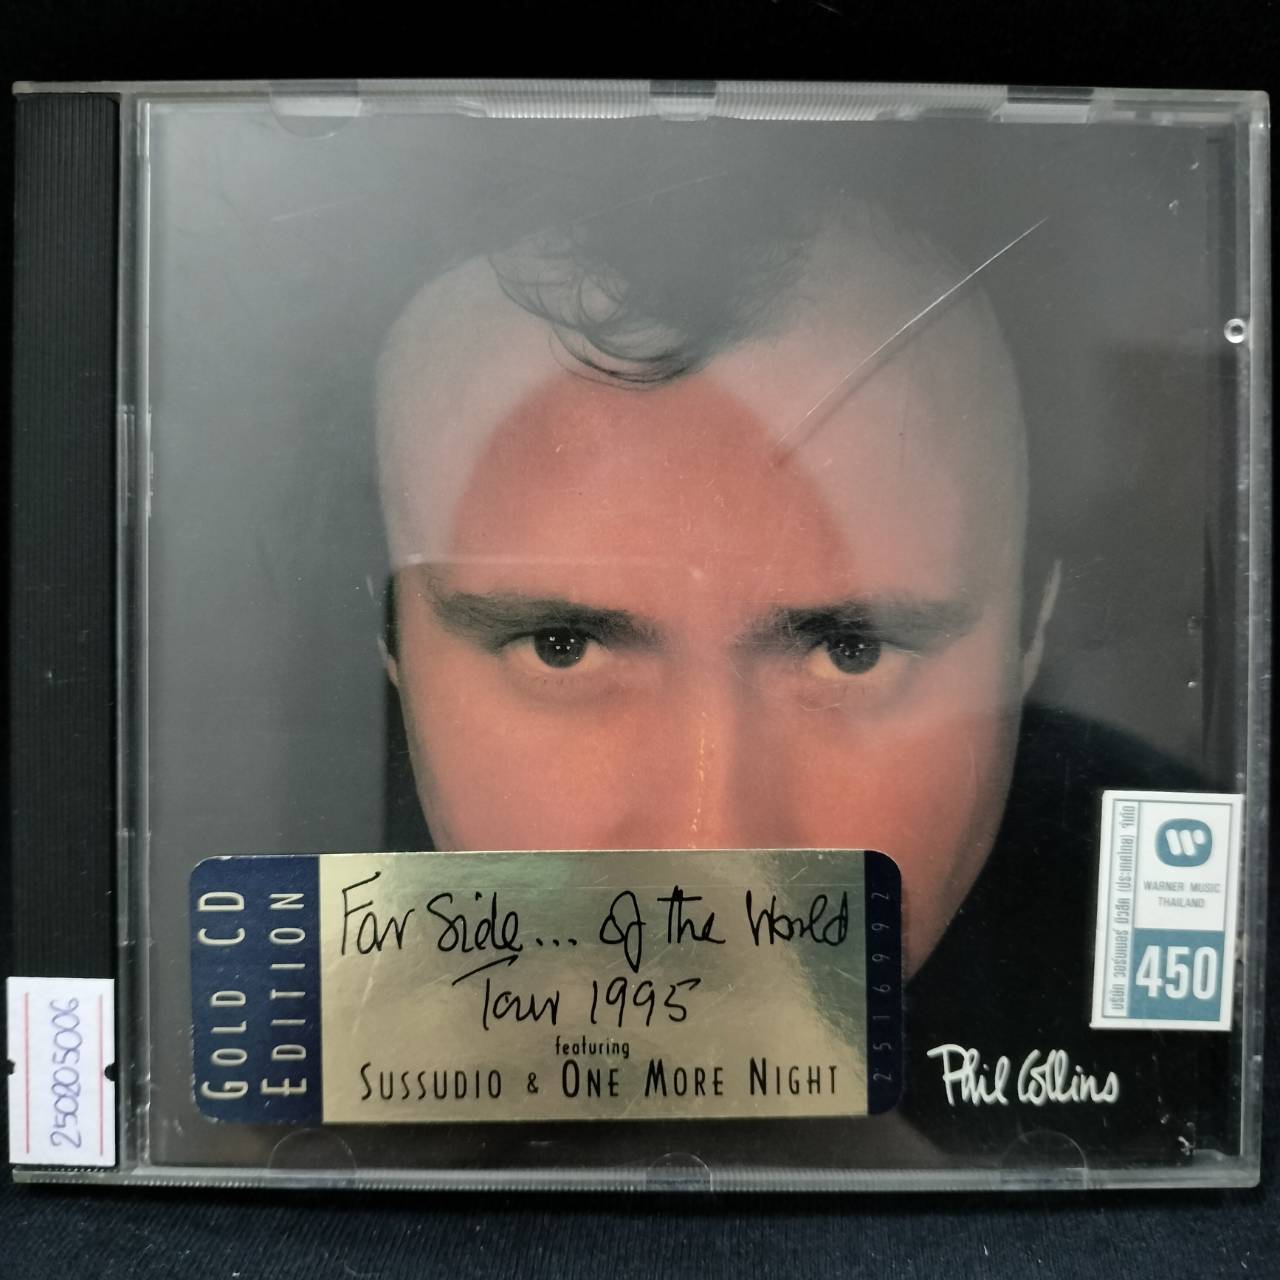 GOLD CD
EDITION
Far Side... of the World
Tour 1995
featuring
SUSSUDIO & ONE MORE NIGHT
2516992
Phil Collins
WARNER MUSIC
THAILAND
450
250205006